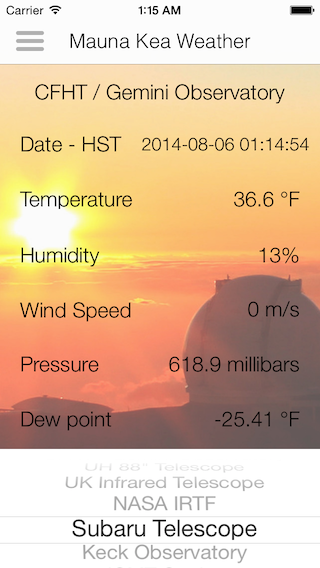 Carrier 1:15 AM
Mauna Kea Weather
CFHT / Gemini Observatory
Date - HST 2014-08-06 01:14:54
Temperature 36.6 °F
Humidity 13%
Wind Speed 0 m/s
Pressure 618.9 millibars
Dew point -25.41 °F
UH 88" Telescope
UK Infrared Telescope
NASA IRTF
Subaru Telescope
Keck Observatory